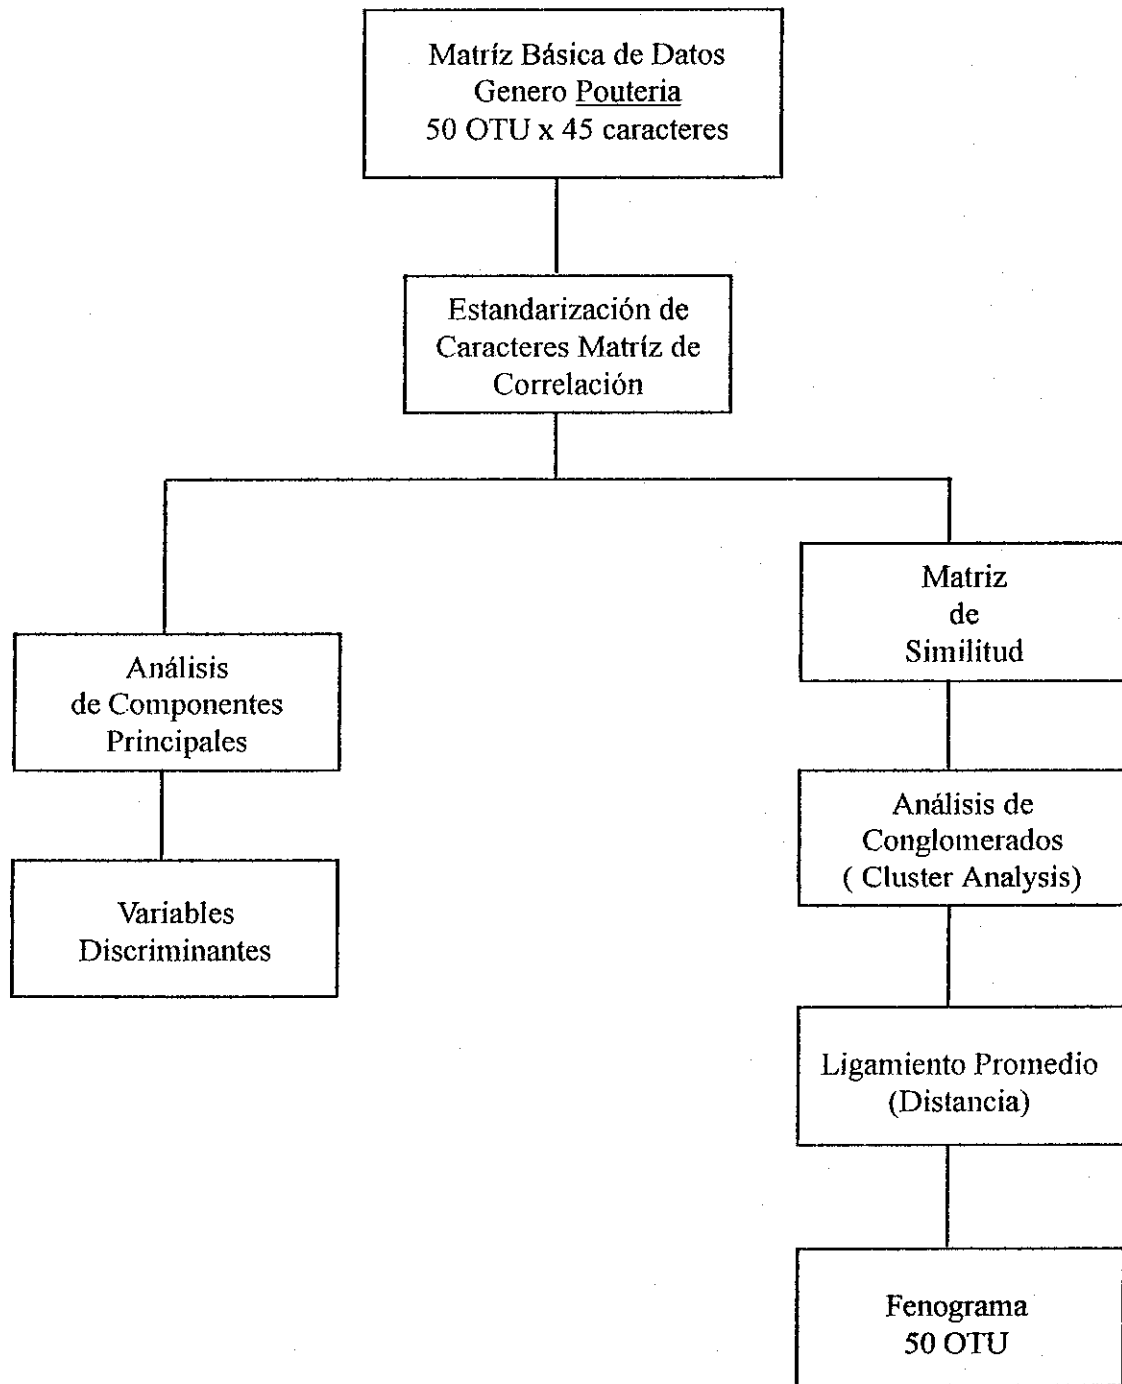 Matríz Básica de Datos
Genero Pouteria
50 OTU x 45 caracteres
Estandarización de
Caracteres Matríz de
Correlación
Análisis
de Componentes
Principales
Variables
Discriminantes
Matriz
de
Similitud
Análisis de
Conglomerados
( Cluster Analysis)
Ligamiento Promedio
(Distancia)
Fenograma
50 OTU